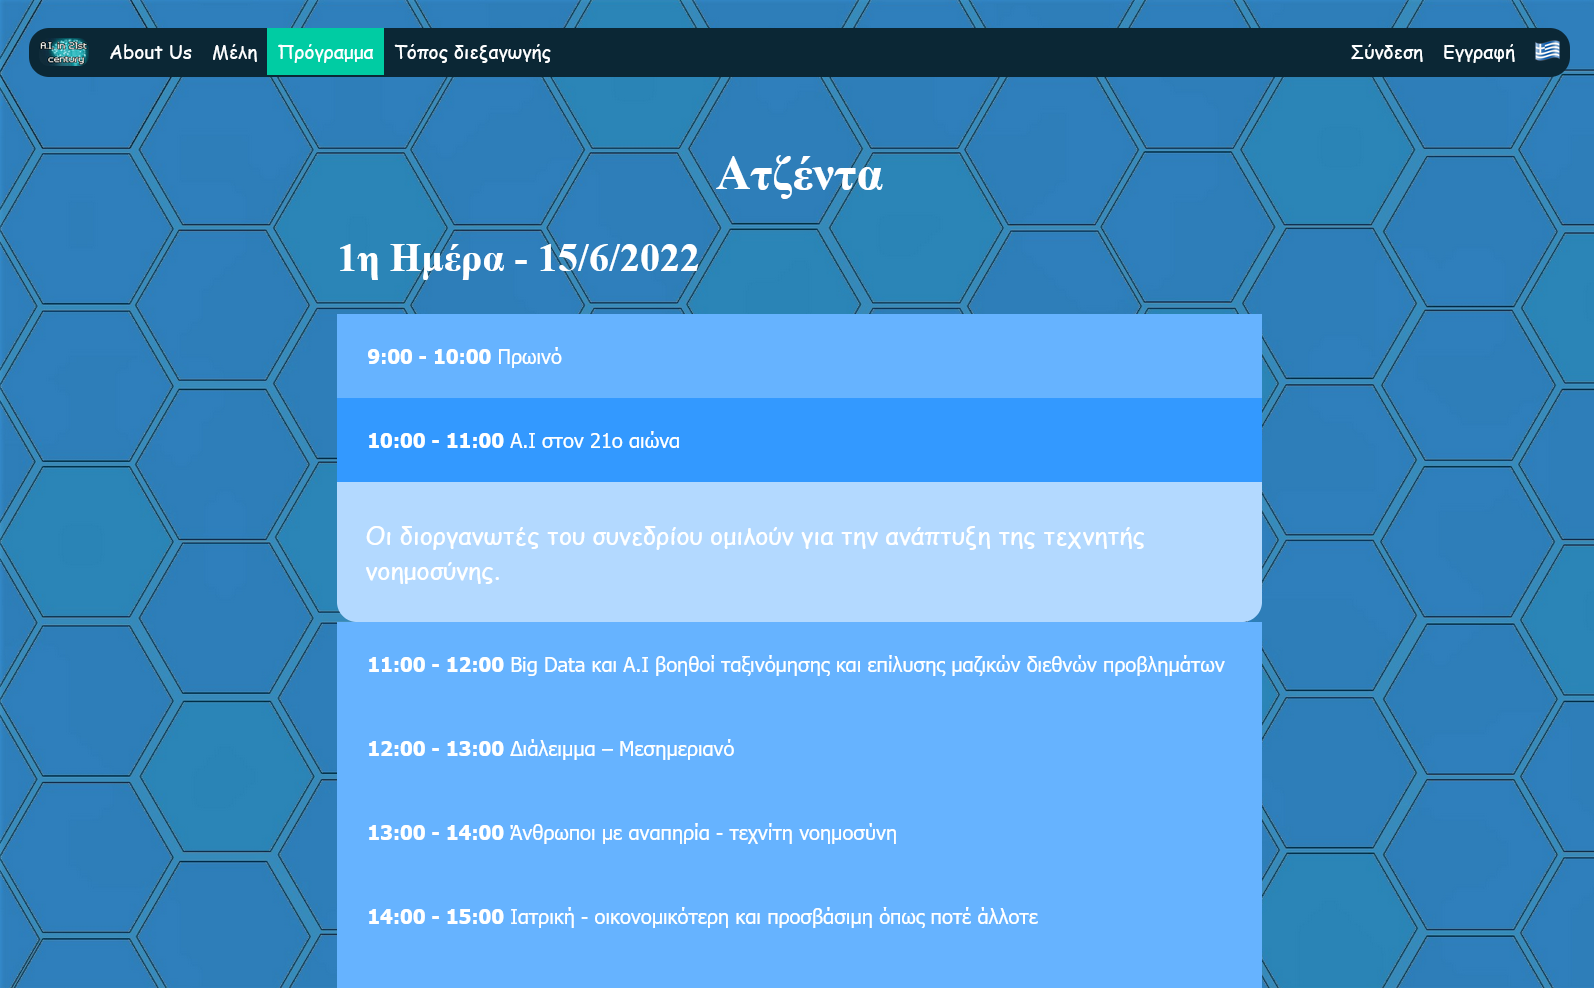 A.I. in 21st
century
About Us
Μέλη
Πρόγραμμα
Τόπος διεξαγωγής
Σύνδεση
Εγγραφή
Ατζέντα
1η Ημέρα - 15/6/2022
9:00 - 10:00 Πρωινό
10:00 - 11:00 A.I στον 21ο αιώνα
Οι διοργανωτές του συνεδρίου ομιλούν για την ανάπτυξη της τεχνητής
νοημοσύνης.
11:00 - 12:00 Big Data και A.I βοηθοί ταξινόμησης και επίλυσης μαζικών διεθνών προβλημάτων
12:00 - 13:00 Διάλειμμα – Μεσημεριανό
13:00 - 14:00 Άνθρωποι με αναπηρία - τεχνίτη νοημοσύνη
14:00 - 15:00 Ιατρική - οικονομικότερη και προσβάσιμη όπως ποτέ άλλοτε